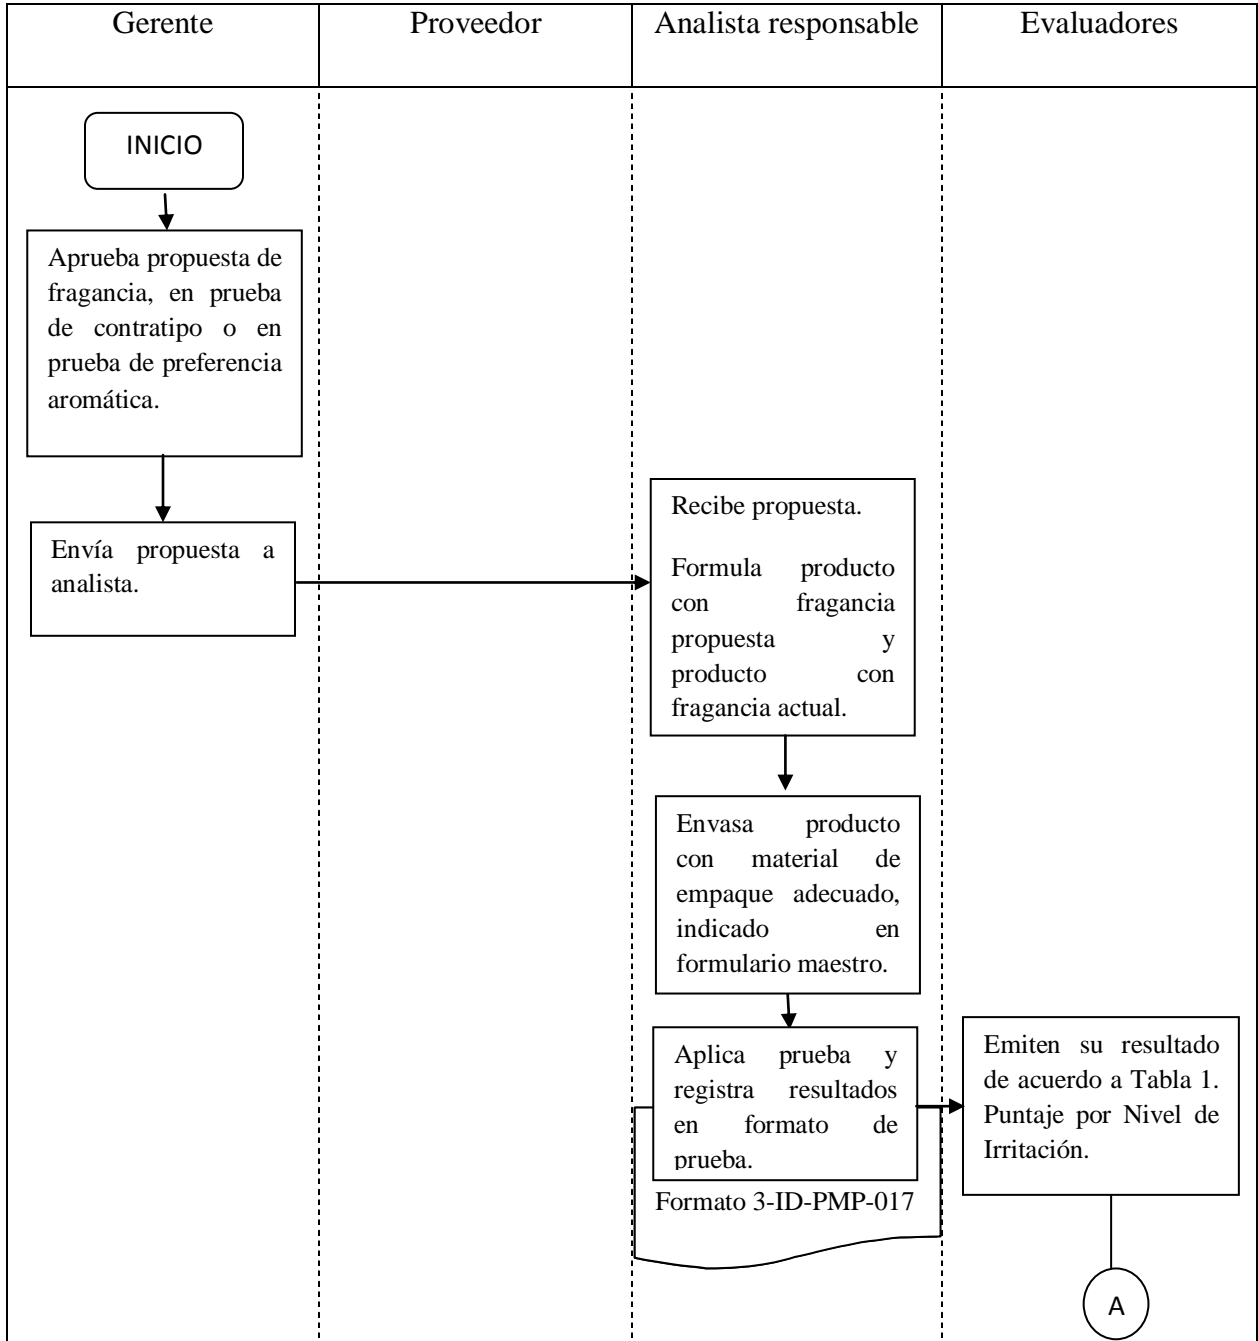 Gerente
Proveedor
Analista responsable
Evaluadores
INICIO
Aprueba propuesta de
fragancia, en prueba
de contratipo o en
prueba de preferencia
aromática.
Envía propuesta a
analista.
Recibe propuesta.
Formula producto
con fragancia
propuesta y
producto con
fragancia actual.
Envasa producto
con material de
empaque adecuado,
indicado en
formulario maestro.
Aplica prueba y
registra resultados
en formato de
prueba.
Formato 3-ID-PMP-017
Emiten su resultado
de acuerdo a Tabla 1.
Puntaje por Nivel de
Irritación.
A